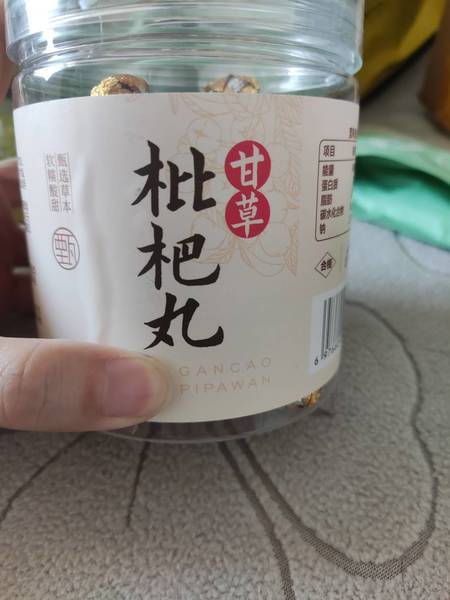 甘草
枇杷丸
GANCAO
PIPAWAN
甄选草本
软糯酸甜
甄
项目
能量
蛋白质
脂肪
碳水化合物
钠
合格